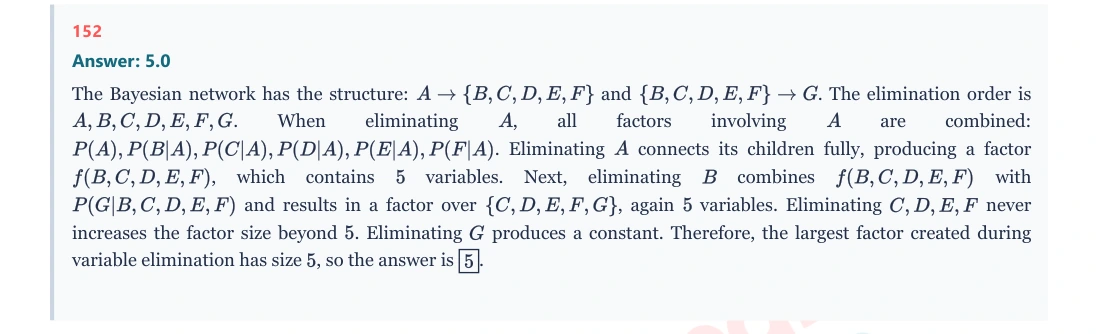 152
Answer: 5.0
The Bayesian network has the structure: A → {B, C, D, E, F} and {B, C, D, E, F} → G. The elimination order is
A, B, C, D, E, F, G. When eliminating A, all factors involving A are combined:
P(A), P(B|A), P(C|A), P(D|A), P(E|A), P(F|A). Eliminating A connects its children fully, producing a factor
f(B, C, D, E, F), which contains 5 variables. Next, eliminating B combines f(B, C, D, E, F) with
P(G|B, C, D, E, F) and results in a factor over {C, D, E, F, G}, again 5 variables. Eliminating C, D, E, F never
increases the factor size beyond 5. Eliminating G produces a constant. Therefore, the largest factor created during
variable elimination has size 5, so the answer is 5.